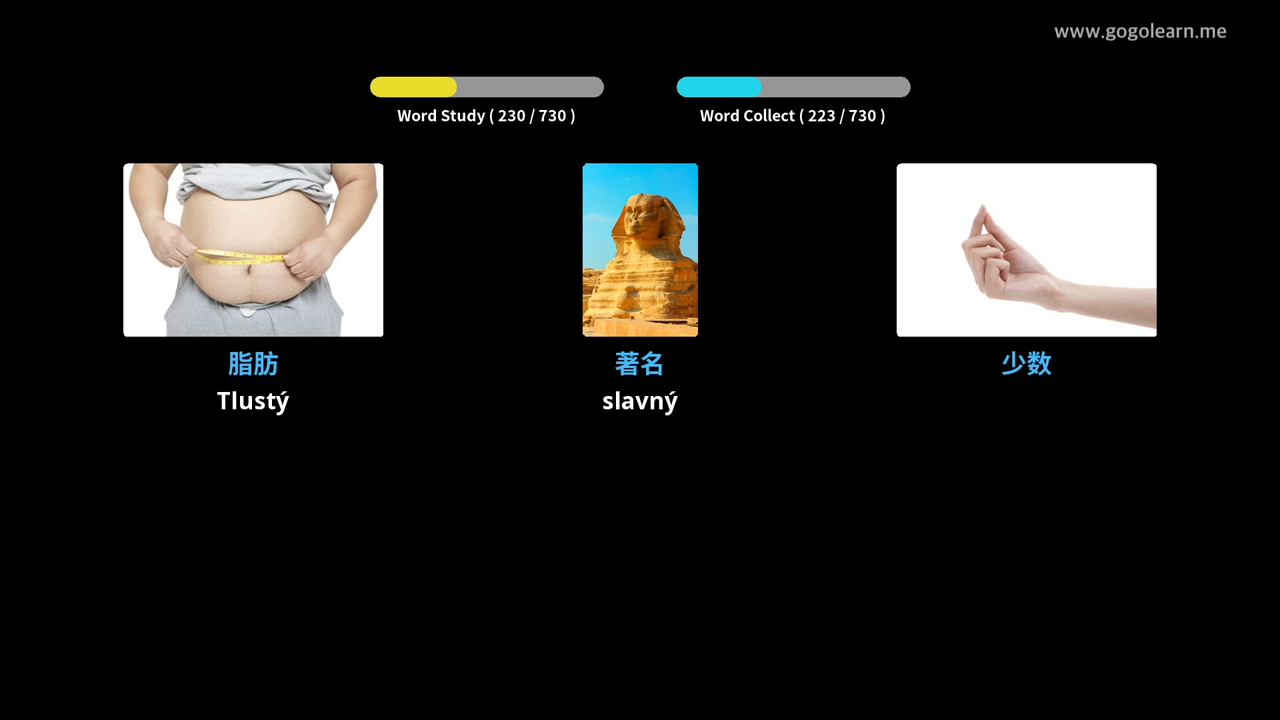 www.gogolearn.me
Word Study ( 230 / 730 )
Word Collect ( 223 / 730 )
脂肪
著名
少数
Tlustý
slavný